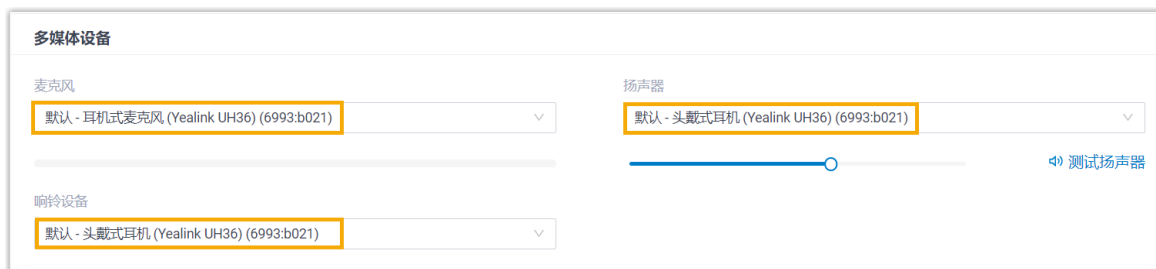 多媒体设备
麦克风
默认 - 耳机式麦克风 (Yealink UH36) (6993:b021)
扬声器
默认 - 头戴式耳机 (Yealink UH36) (6993:b021)
测试扬声器
响铃设备
默认 - 头戴式耳机 (Yealink UH36) (6993:b021)